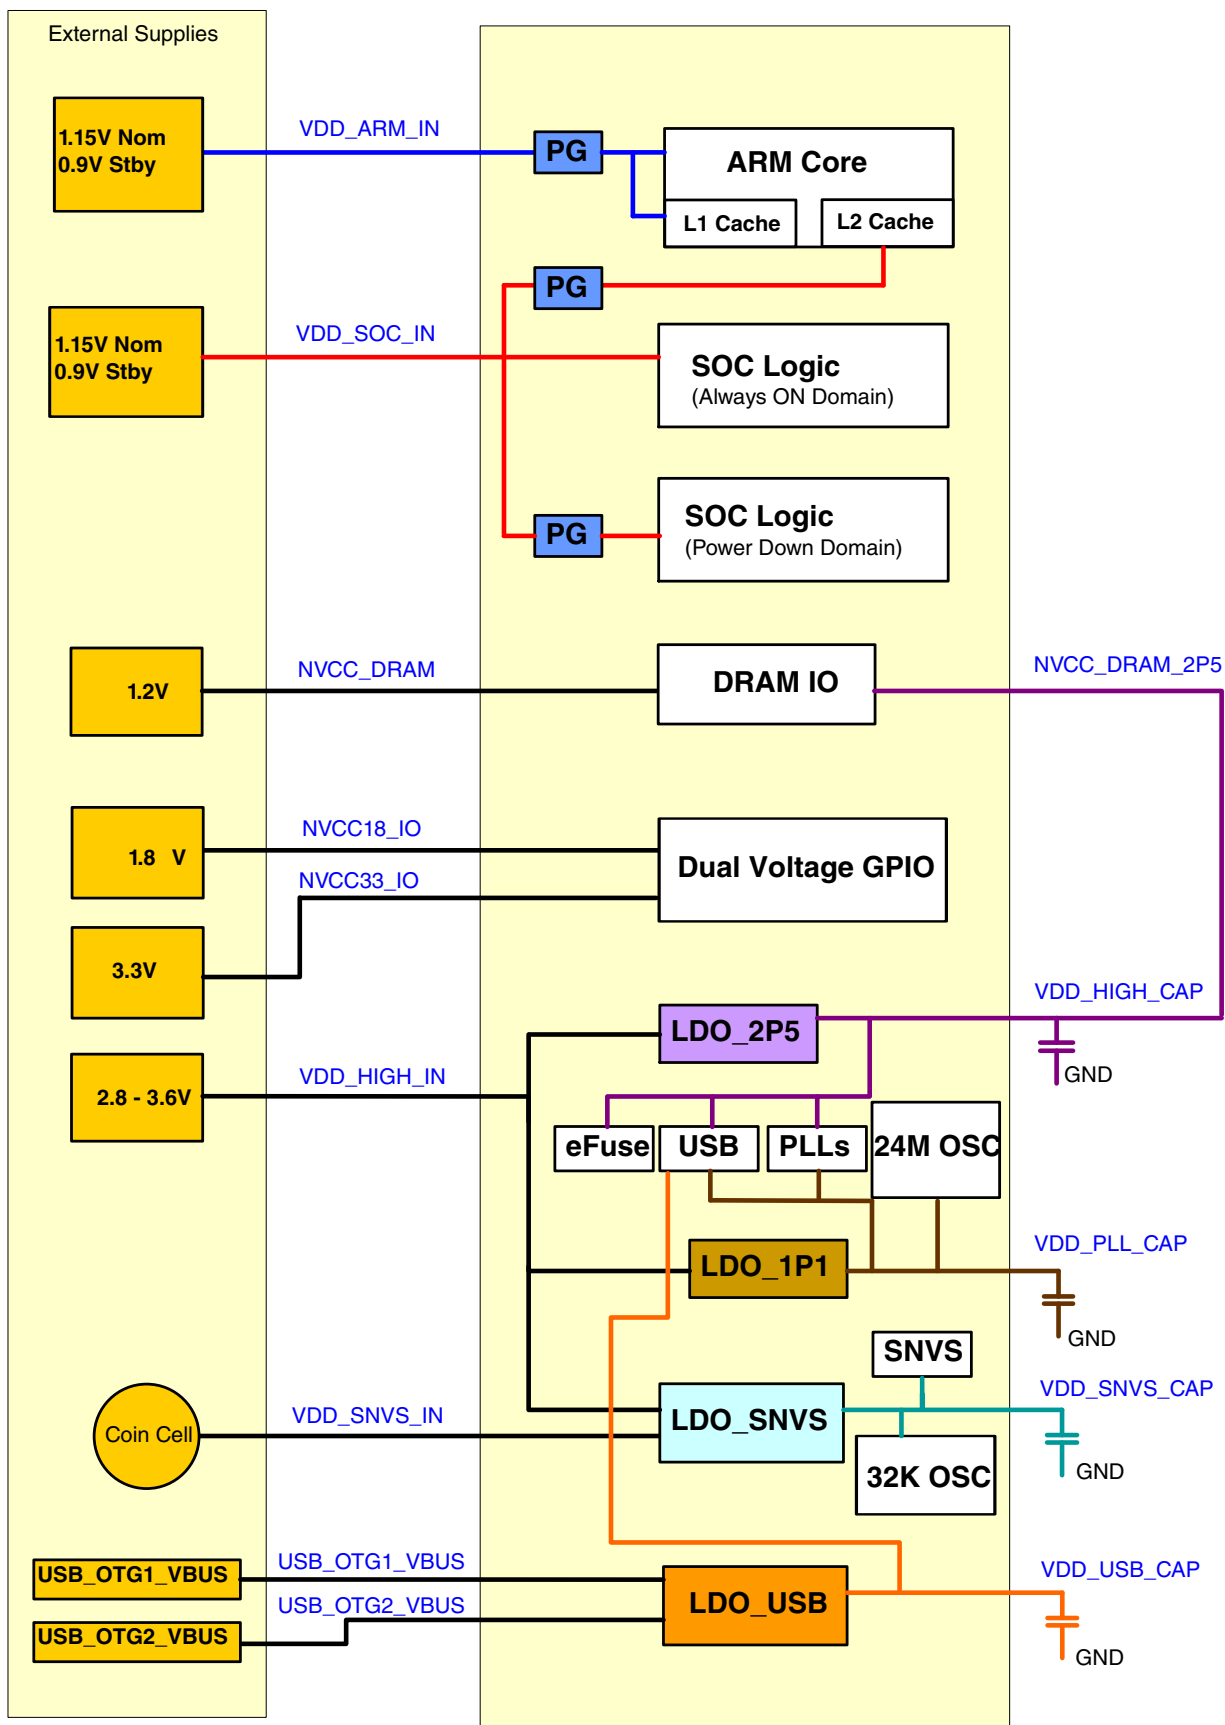 External Supplies
1.15V Nom
0.9V Stby
VDD_ARM_IN
PG
ARM Core
L1 Cache
L2 Cache
PG
1.15V Nom
0.9V Stby
VDD_SOC_IN
SOC Logic
(Always ON Domain)
PG
SOC Logic
(Power Down Domain)
1.2V
NVCC_DRAM
DRAM IO
NVCC_DRAM_2P5
1.8 V
NVCC18_IO
Dual Voltage GPIO
NVCC33_IO
3.3V
VDD_HIGH_CAP
LDO_2P5
GND
2.8 - 3.6V
VDD_HIGH_IN
eFuse
USB
PLLs
24M OSC
VDD_PLL_CAP
LDO_1P1
GND
SNVS
VDD_SNVS_CAP
Coin Cell
VDD_SNVS_IN
LDO_SNVS
GND
32K OSC
USB_OTG1_VBUS
USB_OTG1_VBUS
VDD_USB_CAP
USB_OTG2_VBUS
LDO_USB
USB_OTG2_VBUS
GND